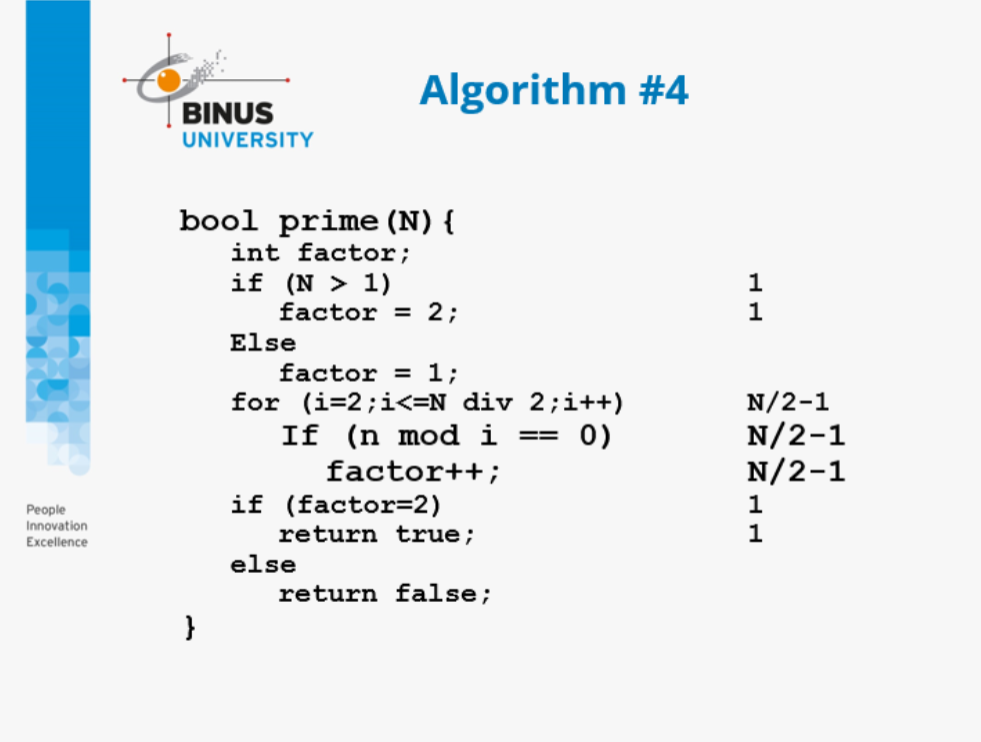 BINUS
UNIVERSITY
Algorithm #4
bool prime(N){
int factor;
if (N > 1) 1
factor = 2; 1
Else
factor = 1;
for (i=2;i<=N div 2;i++) N/2-1
If (n mod i == 0) N/2-1
factor++; N/2-1
if (factor=2) 1
return true; 1
else
return false;
}
People
Innovation
Excellence